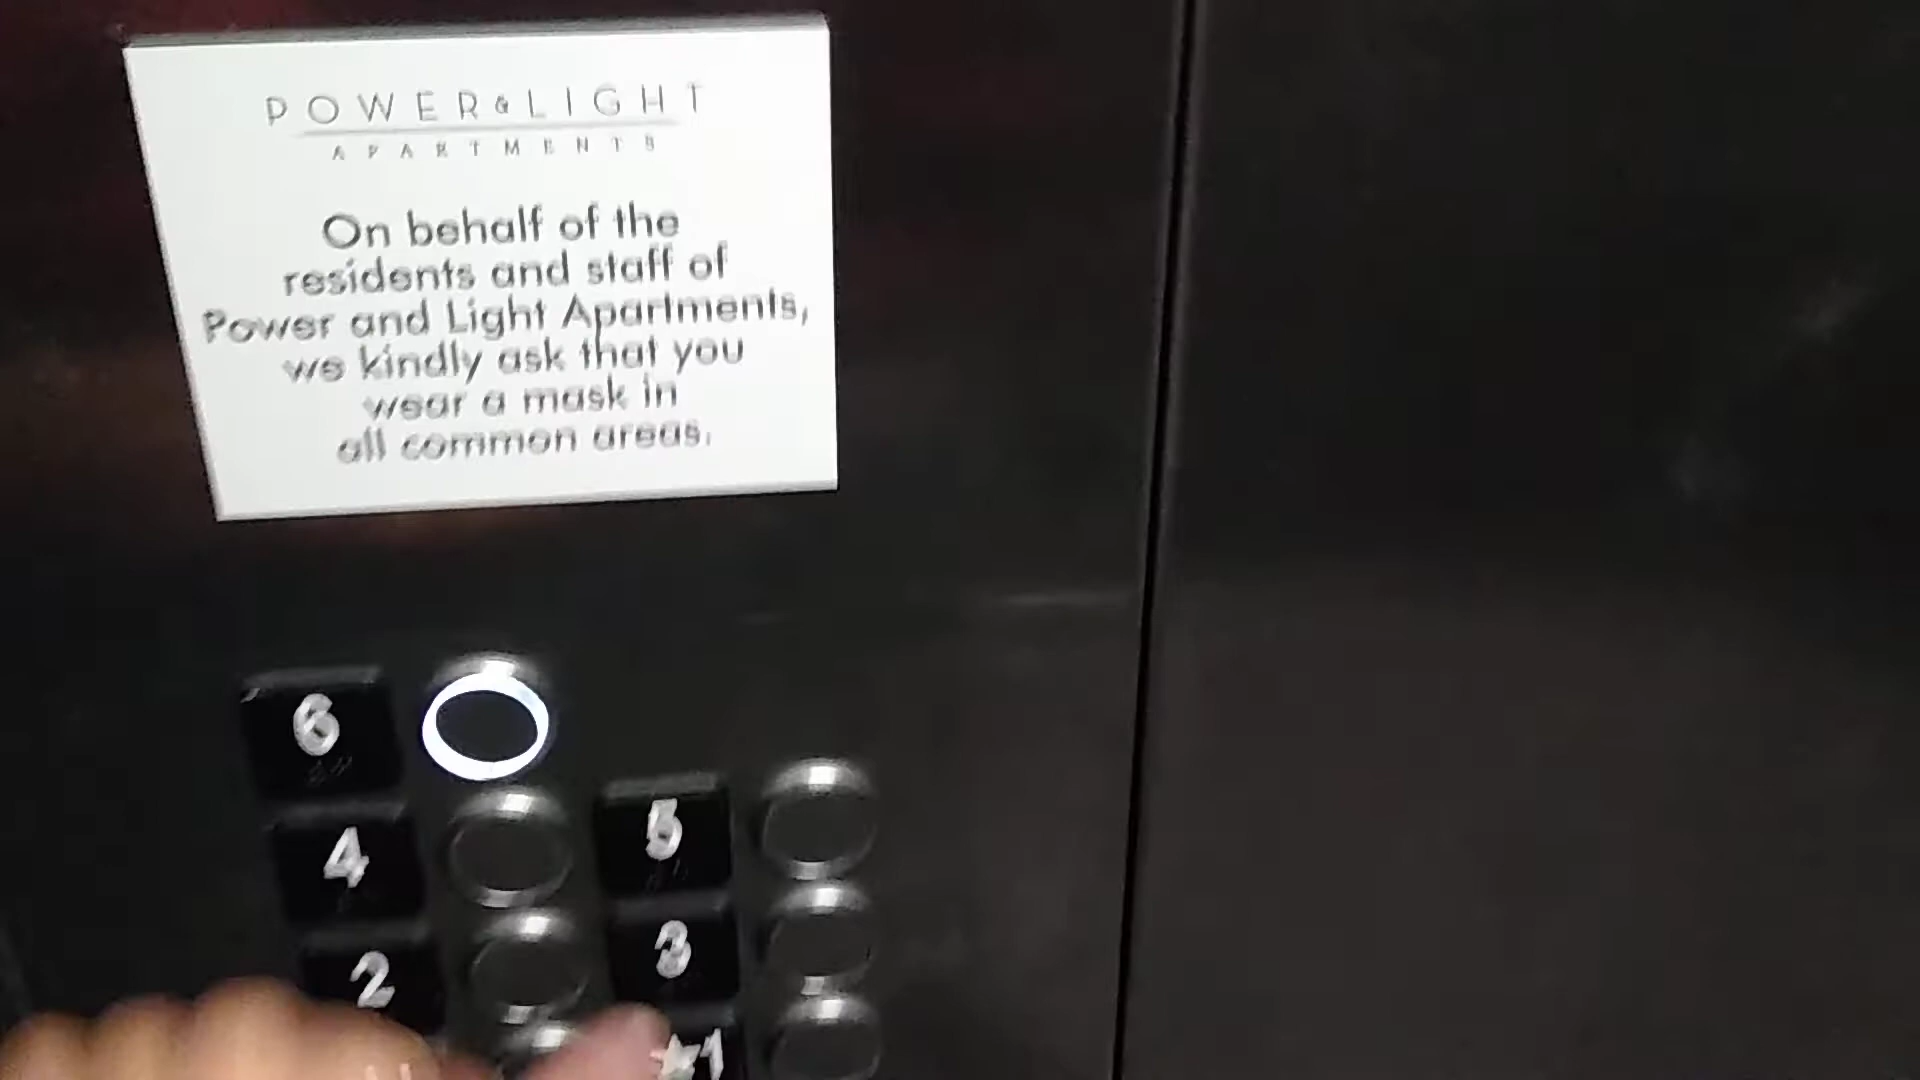 POWER & LIGHT
APARTMENTS
On behalf of the
residents and staff of
Power and Light Apartments,
we kindly ask that you
wear a mask in
all common areas.
6
4
5
2
3
★1